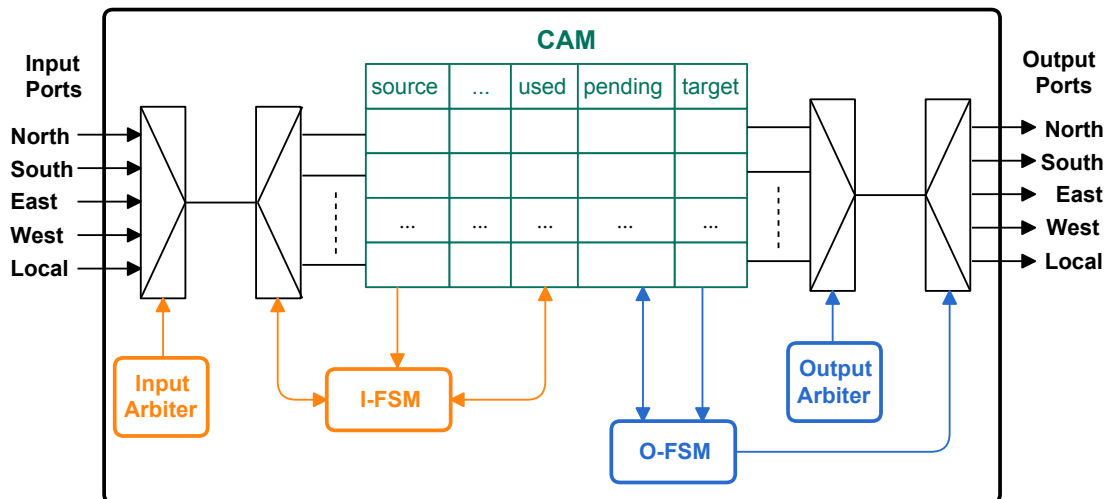 CAM
Input
Ports
Output
Ports
source ... used pending target
North
South
East
West
Local
... ... ... ... ...
North
South
East
West
Local
Input
Arbiter
I-FSM
Output
Arbiter
O-FSM